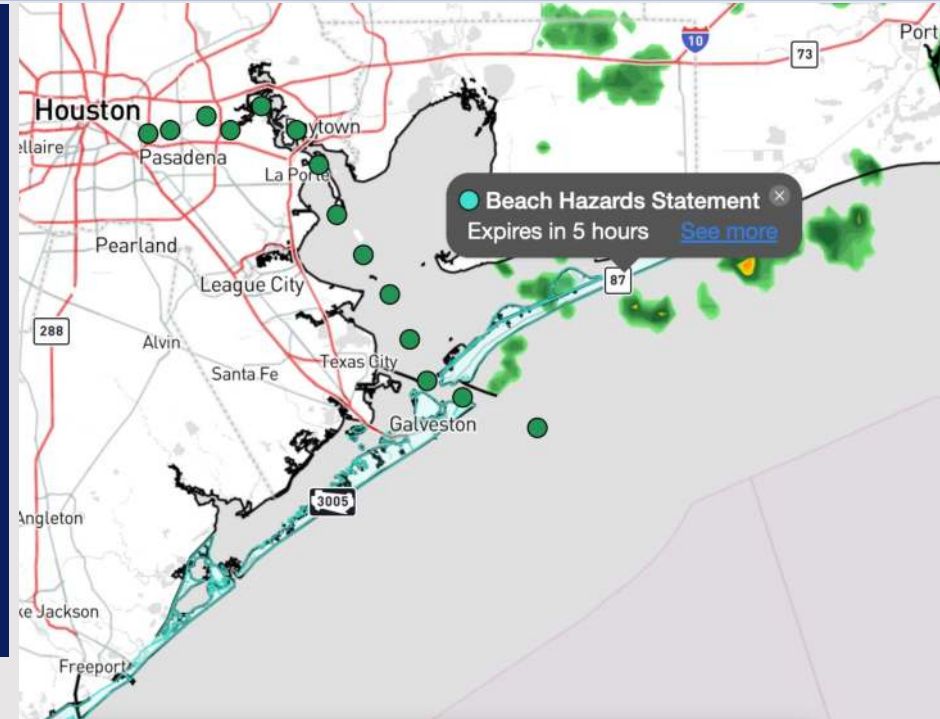 10
73
Port
Houston
ellaire
Pasadena
ytown
La Porte
Beach Hazards Statement
Expires in 5 hours See more
Pearland
League City
87
288
Alvin
Texas City
Santa Fe
Galveston
3005
Angleton
ke Jackson
Freeport